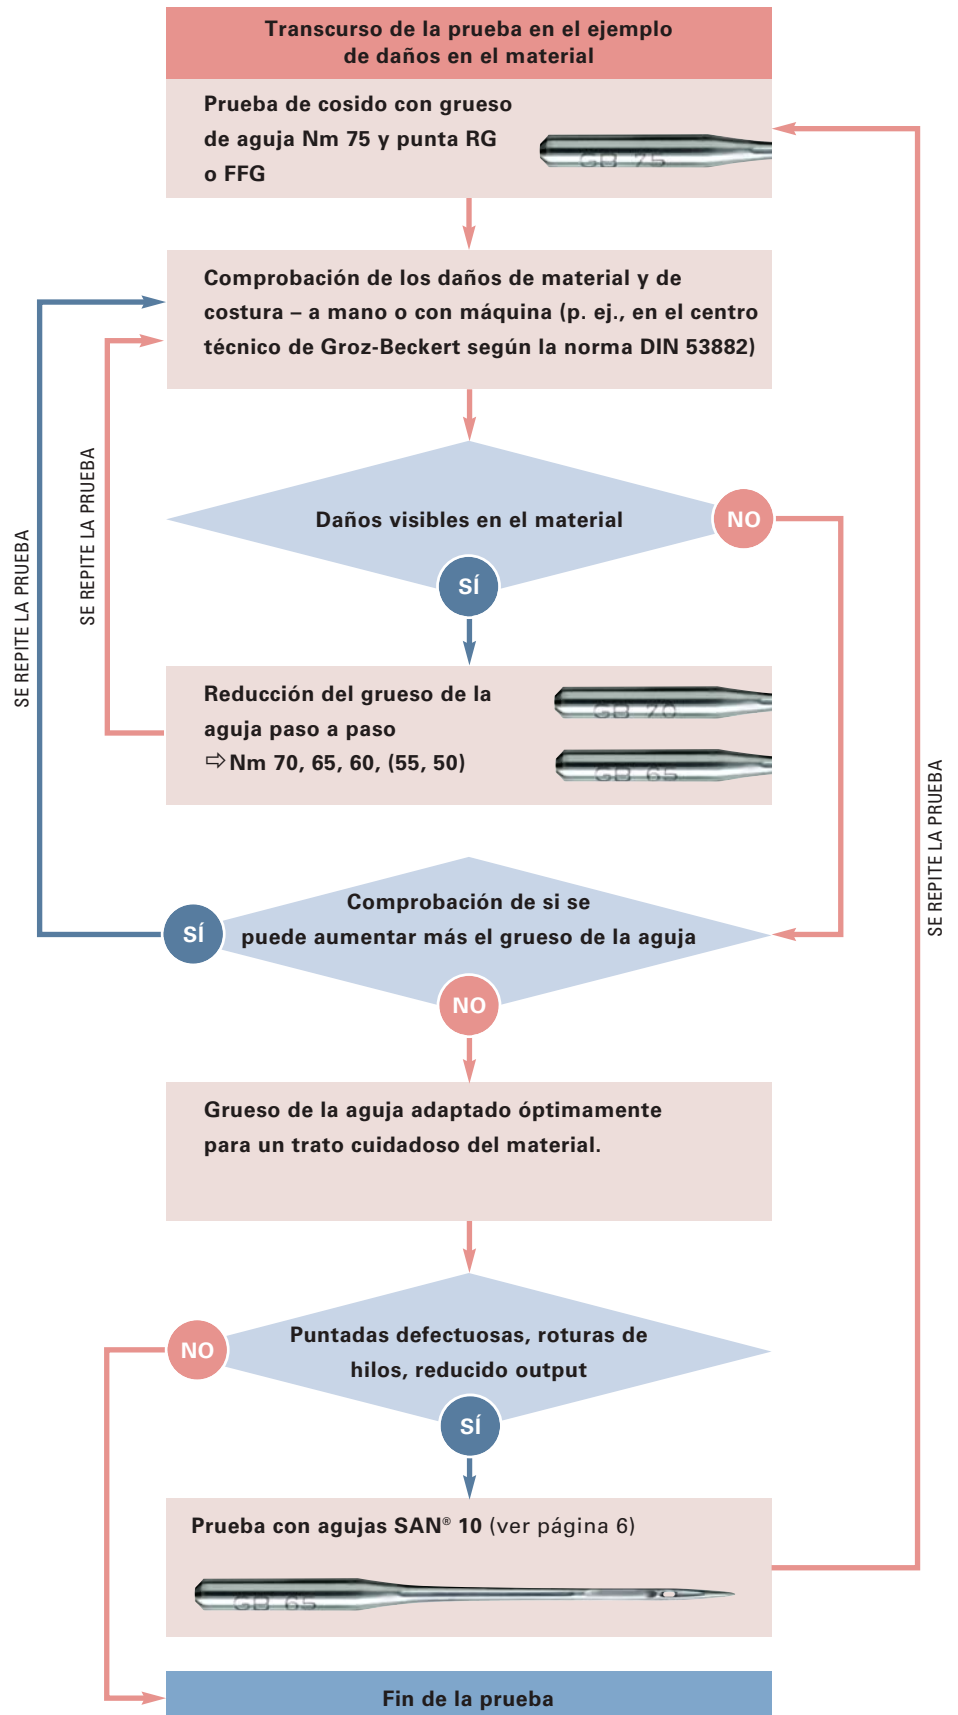 Transcurso de la prueba en el ejemplo
de daños en el material
Prueba de cosido con grueso
de aguja Nm 75 y punta RG
o FFG
GB 75
Comprobación de los daños de material y de
costura – a mano o con máquina (p. ej., en el centro
técnico de Groz-Beckert según la norma DIN 53882)
SE REPITE LA PRUEBA
SE REPITE LA PRUEBA
Daños visibles en el material
NO
SÍ
Reducción del grueso de la
aguja paso a paso
⇨ Nm 70, 65, 60, (55, 50)
GB 70
GB 65
SE REPITE LA PRUEBA
Comprobación de si se
puede aumentar más el grueso de la aguja
SÍ
NO
Grueso de la aguja adaptado óptimamente
para un trato cuidadoso del material.
Puntadas defectuosas, roturas de
hilos, reducido output
NO
SÍ
Prueba con agujas SAN® 10 (ver página 6)
GB 65
Fin de la prueba